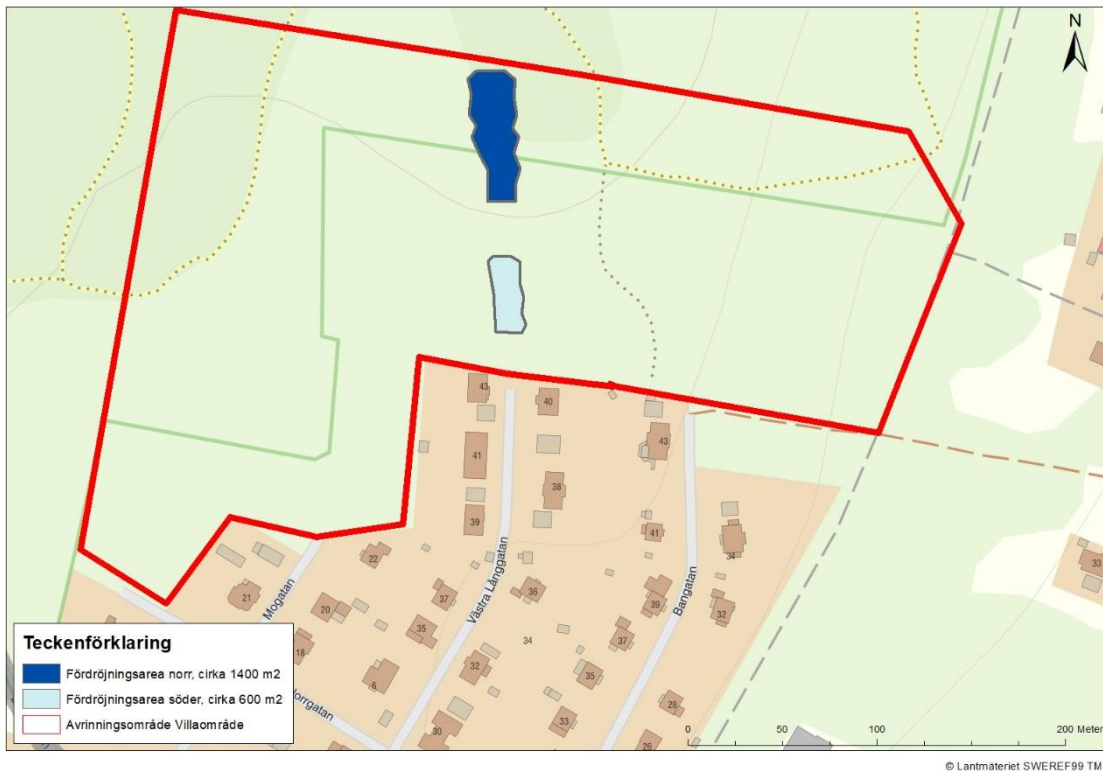 N
43
40
41
43
38
39
41
34
22
Västra Långgatan
Bangatan
33
21
Mogatan
20
37
36
39
32
35
34
37
18
32
35
6
28
33
30
26
orrgatan
Teckenförklaring
Fördröjningsarea norr, cirka 1400 m2
Fördröjningsarea söder, cirka 600 m2
Avrinningsområde Villaområde
0 50 100 200 Meter
© Lantmäteriet SWEREF99 TM